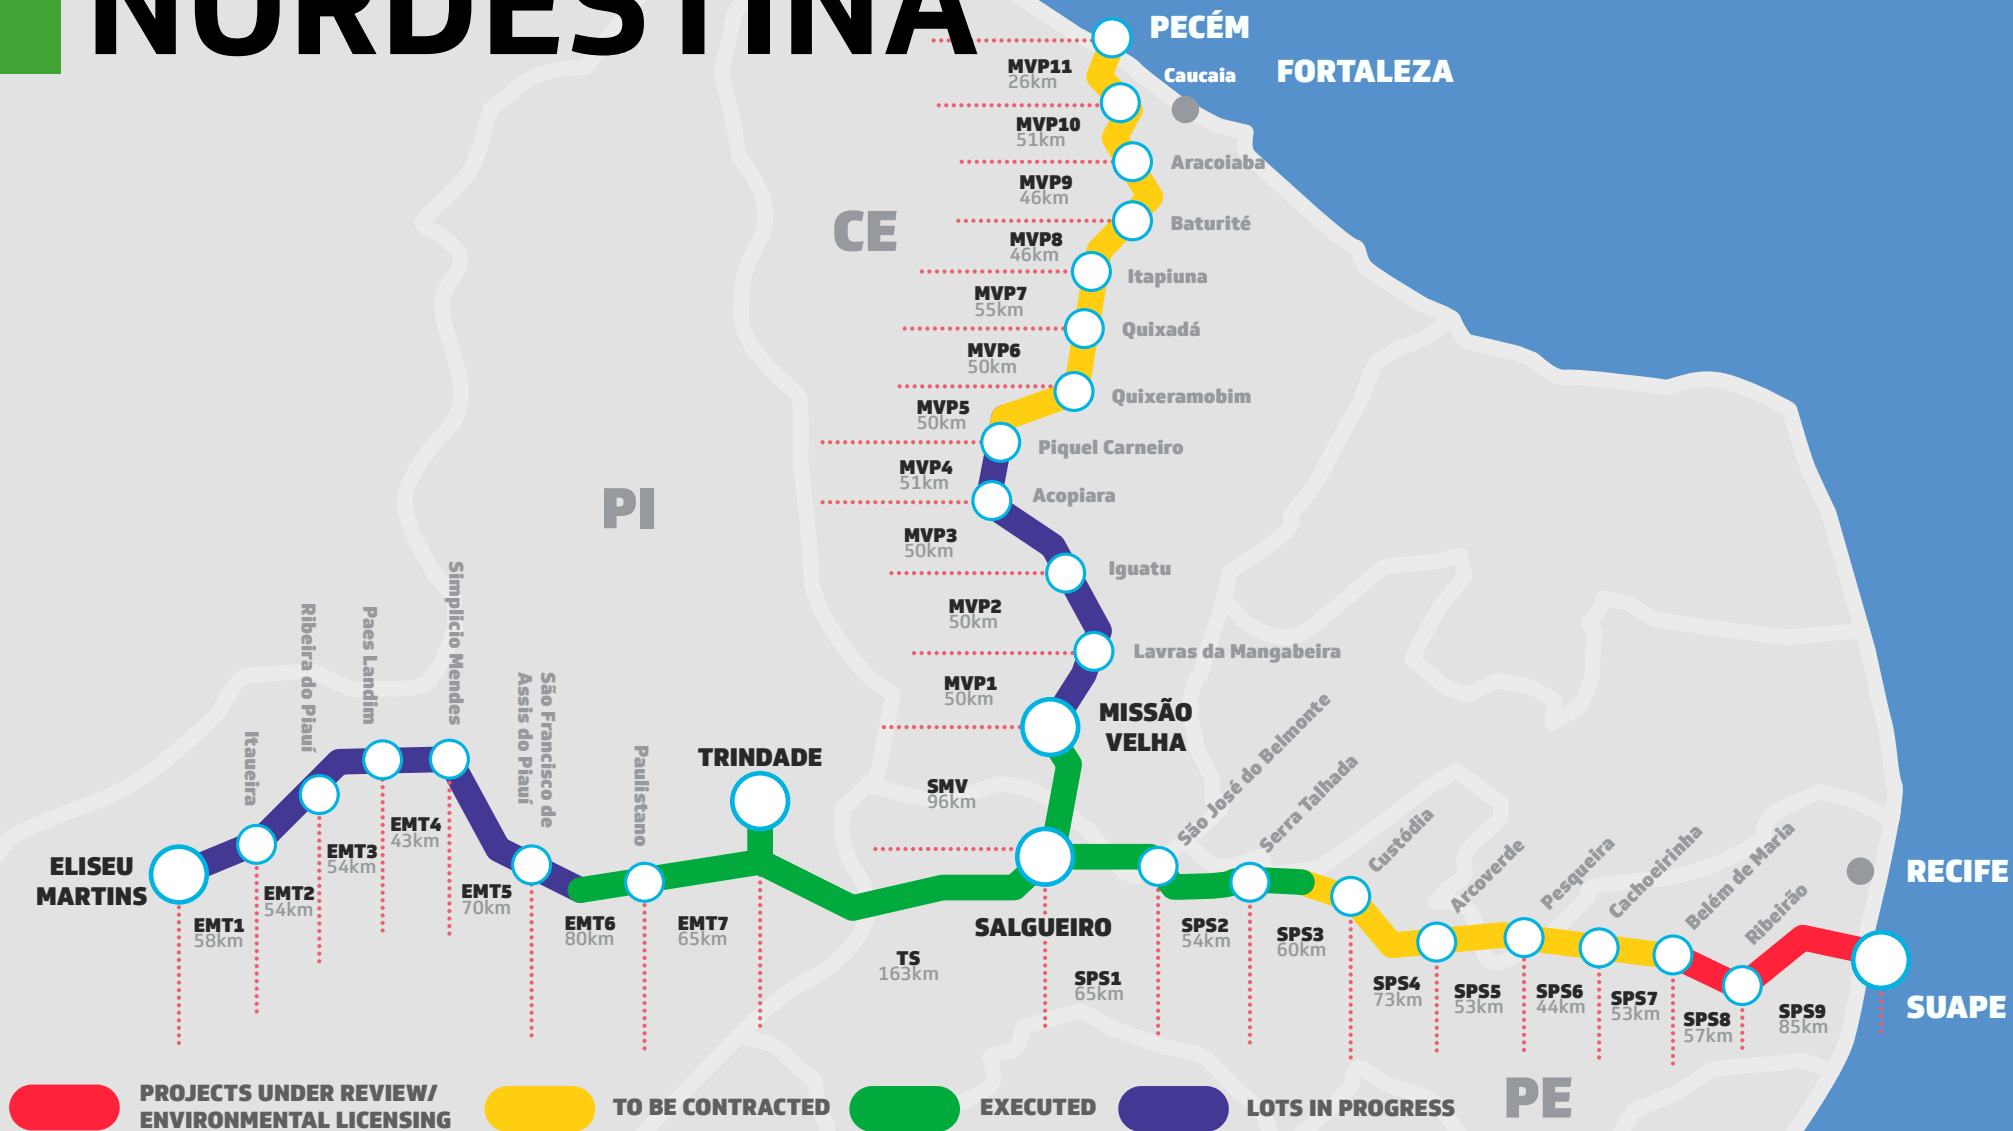 NORDESTINA
PECÉM
Caucaia
FORTALEZA
MVP11
26km
MVP10
51km
Aracoiaba
MVP9
46km
CE
Baturité
MVP8
46km
Itapiuna
MVP7
55km
Quixadá
MVP6
50km
Quixeramobim
MVP5
50km
Piquel Carneiro
MVP4
51km
Acopiara
PI
MVP3
50km
Iguatu
MVP2
50km
Lavras da Mangabeira
MVP1
50km
MISSÃO
VELHA
SMV
96km
ELISEU
MARTINS
Itaueira
Ribeira do Piauí
Paes Landim
Simplicio Mendes
São Francisco de
Assis do Piauí
Paulistano
TRINDADE
SALGUEIRO
São José do Belmonte
Serra Talhada
Custódia
Arcoverde
Pesqueira
Cachoeirinha
Belém de Maria
Ribeirão
RECIFE
SUAPE
EMT1
58km
EMT2
54km
EMT3
54km
EMT4
43km
EMT5
70km
EMT6
80km
EMT7
65km
TS
163km
SPS1
65km
SPS2
54km
SPS3
60km
SPS4
73km
SPS5
53km
SPS6
44km
SPS7
53km
SPS8
57km
SPS9
85km
PE
PROJECTS UNDER REVIEW/
ENVIRONMENTAL LICENSING
TO BE CONTRACTED
EXECUTED
LOTS IN PROGRESS